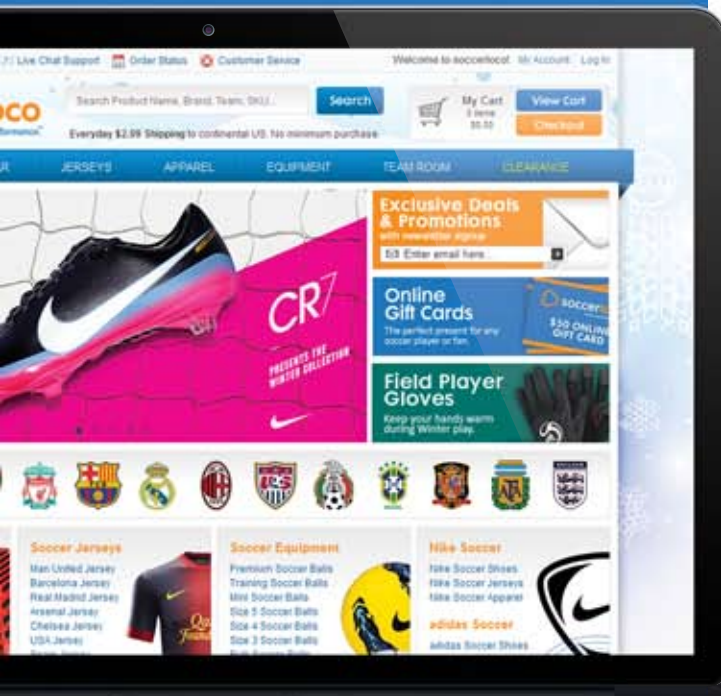 Live Chat Support Order Status Customer Service Welcome to soccerloco! My Account Log In
oco
Search Product Name, Brand, Team, SKU...
Search
My Cart
0 items
$0.00
View Cart
Checkout
Everyday $2.99 Shipping to continental US. No minimum purchase
JERSEYS APPAREL EQUIPMENT TEAM ROOM CLEARANCE
CR7
PRESENTS THE
WINTER COLLECTION
Exclusive Deals
& Promotions
with newsletter signup
Enter email here...
Online
Gift Cards
The perfect present for any
soccer player or fan.
soccer
$50 ONLINE
GIFT CARD
Field Player
Gloves
Keep your hands warm
during Winter play.
Soccer Jerseys
Man United Jersey
Barcelona Jersey
Real Madrid Jersey
Arsenal Jersey
Chelsea Jersey
USA Jersey
Soccer Equipment
Premium Soccer Balls
Training Soccer Balls
Mini Soccer Balls
Size 5 Soccer Balls
Size 4 Soccer Balls
Size 3 Soccer Balls
Nike Soccer
Nike Soccer Shoes
Nike Soccer Jerseys
Nike Soccer Apparel
adidas Soccer
adidas Soccer Shoes